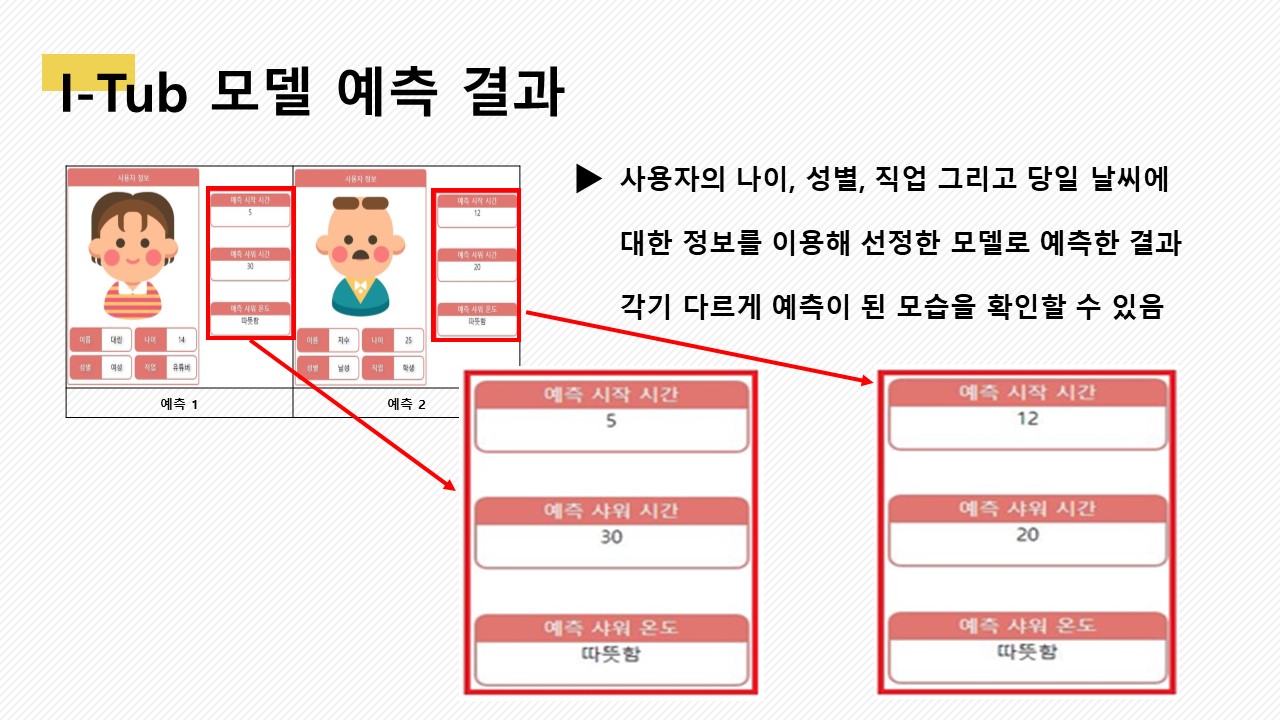 I-Tub 모델 예측 결과
▶ 사용자의 나이, 성별, 직업 그리고 당일 날씨에
대한 정보를 이용해 선정한 모델로 예측한 결과
각기 다르게 예측이 된 모습을 확인할 수 있음
사용자 정보
예측 시작 시간
5
예측 샤워 시간
30
예측 샤워 온도
따뜻함
이름 대림 나이 14
성별 여성 직업 유튜버
예측 1
사용자 정보
예측 시작 시간
12
예측 샤워 시간
20
예측 샤워 온도
따뜻함
이름 지수 나이 25
성별 남성 직업 학생
예측 2
예측 시작 시간
5
예측 샤워 시간
30
예측 샤워 온도
따뜻함
예측 시작 시간
12
예측 샤워 시간
20
예측 샤워 온도
따뜻함